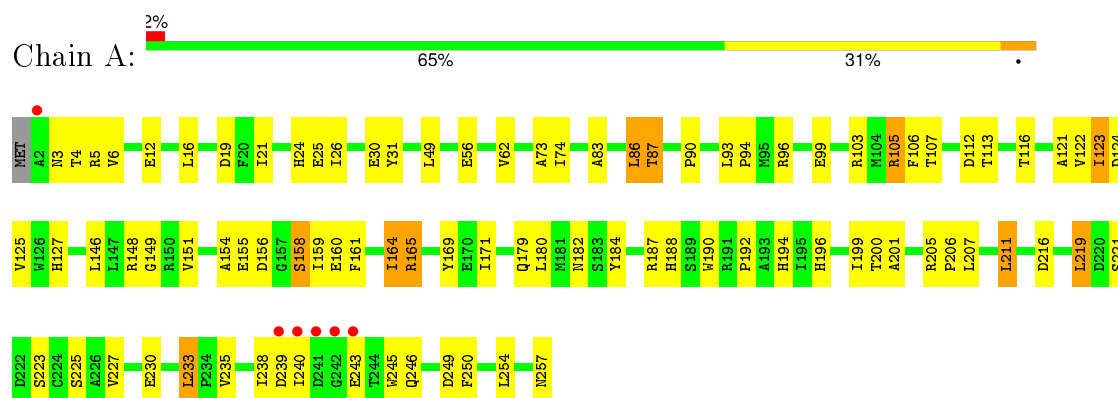 2%
Chain A:
65% 31% •
MET A2 N3 T4 R5 V6 E12 L16 D19 F20 I21 H24 E25 I26 E30 Y31 L49 E56 V62 A73 I74 A83 L86 T87 P90 L93 P94 M95 R96 E99 R103 M104 R105 F106 T107 D112 T113 T116 A121 V122 I123 D124
V125 W126 H127 L146 L147 R148 G149 R150 V151 A154 E155 D156 G157 S158 I159 E160 F161 I164 R165 Y169 E170 I171 Q179 L180 M181 N182 S183 Y184 R187 H188 S189 W190 R191 P192 A193 H194 I195 H196 I199 T200 A201 R205 P206 L207 L211 D216 L219 D220 S221
D222 S223 C224 S225 A226 V227 E230 L233 P234 V235 I238 D239 I240 D241 G242 E243 T244 W245 Q246 D249 F250 L254 N257